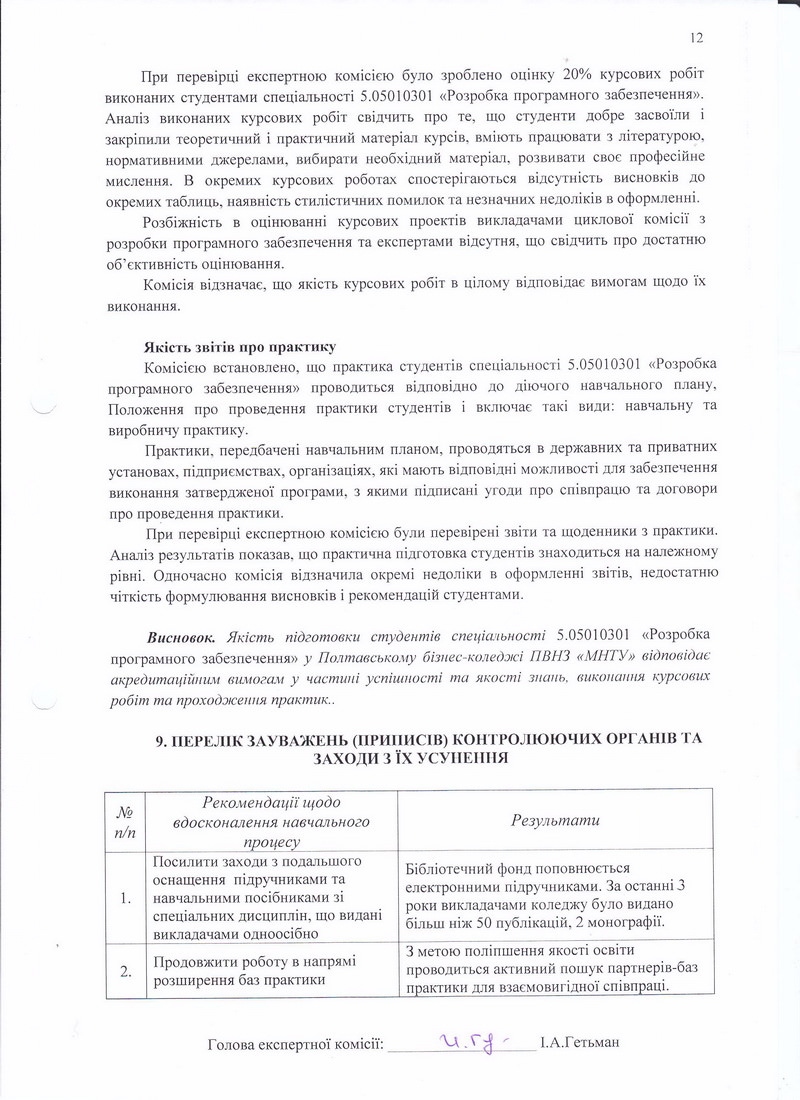 12
При перевірці експертною комісією було зроблено оцінку 20% курсових робіт
виконаних студентами спеціальності 5.05010301 «Розробка програмного забезпечення».
Аналіз виконаних курсових робіт свідчить про те, що студенти добре засвоїли і
закріпили теоретичний і практичний матеріал курсів, вміють працювати з літературою,
нормативними джерелами, вибирати необхідний матеріал, розвивати своє професійне
мислення. В окремих курсових роботах спостерігаються відсутність висновків до
окремих таблиць, наявність стилістичних помилок та незначних недоліків в оформленні.
Розбіжність в оцінюванні курсових проектів викладачами циклової комісії з
розробки програмного забезпечення та експертами відсутня, що свідчить про достатню
об’єктивність оцінювання.
Комісія відзначає, що якість курсових робіт в цілому відповідає вимогам щодо їх
виконання.
Якість звітів про практику
Комісією встановлено, що практика студентів спеціальності 5.05010301 «Розробка
програмного забезпечення» проводиться відповідно до діючого навчального плану,
Положення про проведення практики студентів і включає такі види: навчальну та
виробничу практику.
Практики, передбачені навчальним планом, проводяться в державних та приватних
установах, підприємствах, організаціях, які мають відповідні можливості для забезпечення
виконання затвердженої програми, з якими підписані угоди про співпрацю та договори
про проведення практики.
При перевірці експертною комісією були перевірені звіти та щоденники з практики.
Аналіз результатів показав, що практична підготовка студентів знаходиться на належному
рівні. Одночасно комісія відзначила окремі недоліки в оформленні звітів, недостатню
чіткість формулювання висновків і рекомендацій студентами.
Висновок. Якість підготовки студентів спеціальності 5.05010301 «Розробка
програмного забезпечення» у Полтавському бізнес-коледжі ПВНЗ «МНТУ» відповідає
акредитаційним вимогам у частині успішності та якості знань, виконання курсових
робіт та проходження практик..
9. ПЕРЕЛІК ЗАУВАЖЕНЬ (ПРИПИСІВ) КОНТРОЛЮЮЧИХ ОРГАНІВ ТА
ЗАХОДИ З ЇХ УСУНЕННЯ
№
п/п
Рекомендації щодо
вдосконалення навчального
процесу
Результати
1.
Посилити заходи з подальшого
оснащення підручниками та
навчальними посібниками зі
спеціальних дисциплін, що видані
викладачами одноосібно
Бібліотечний фонд поповнюється
електронними підручниками. За останні 3
роки викладачами коледжу було видано
більш ніж 50 публікацій, 2 монографії.
2.
Продовжити роботу в напрямі
розширення баз практики
З метою поліпшення якості освіти
проводиться активний пошук партнерів-баз
практики для взаємовигідної співпраці.
Голова експертної комісії: І.А.Гетьман